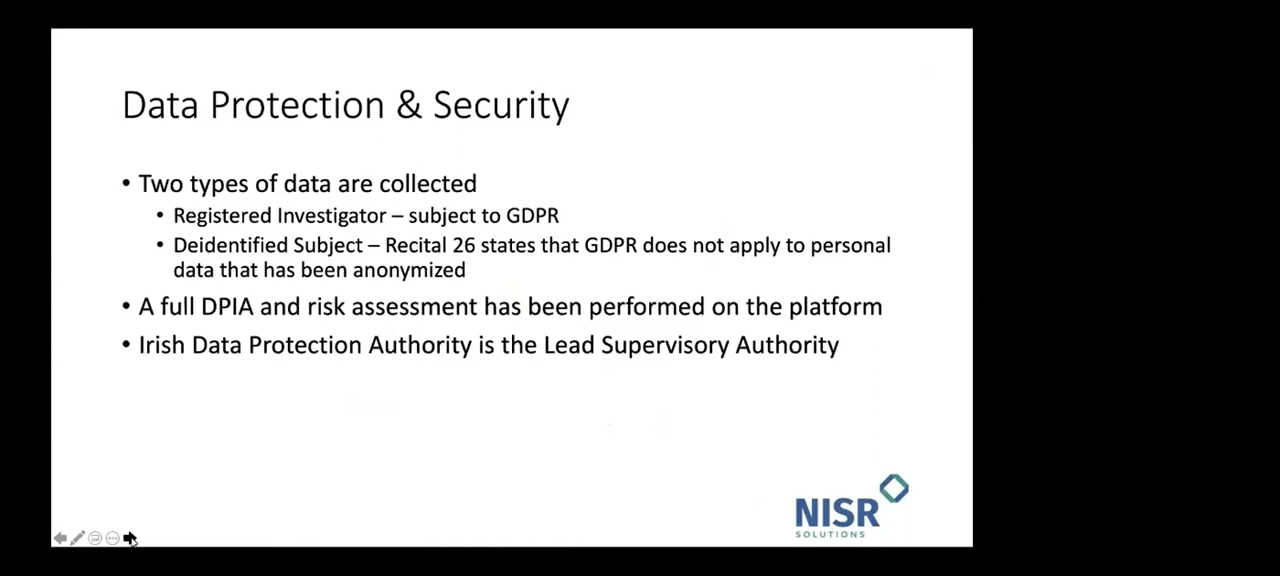 Data Protection & Security
• Two types of data are collected
• Registered Investigator – subject to GDPR
• Deidentified Subject – Recital 26 states that GDPR does not apply to personal
data that has been anonymized
• A full DPIA and risk assessment has been performed on the platform
• Irish Data Protection Authority is the Lead Supervisory Authority
NISR
SOLUTIONS